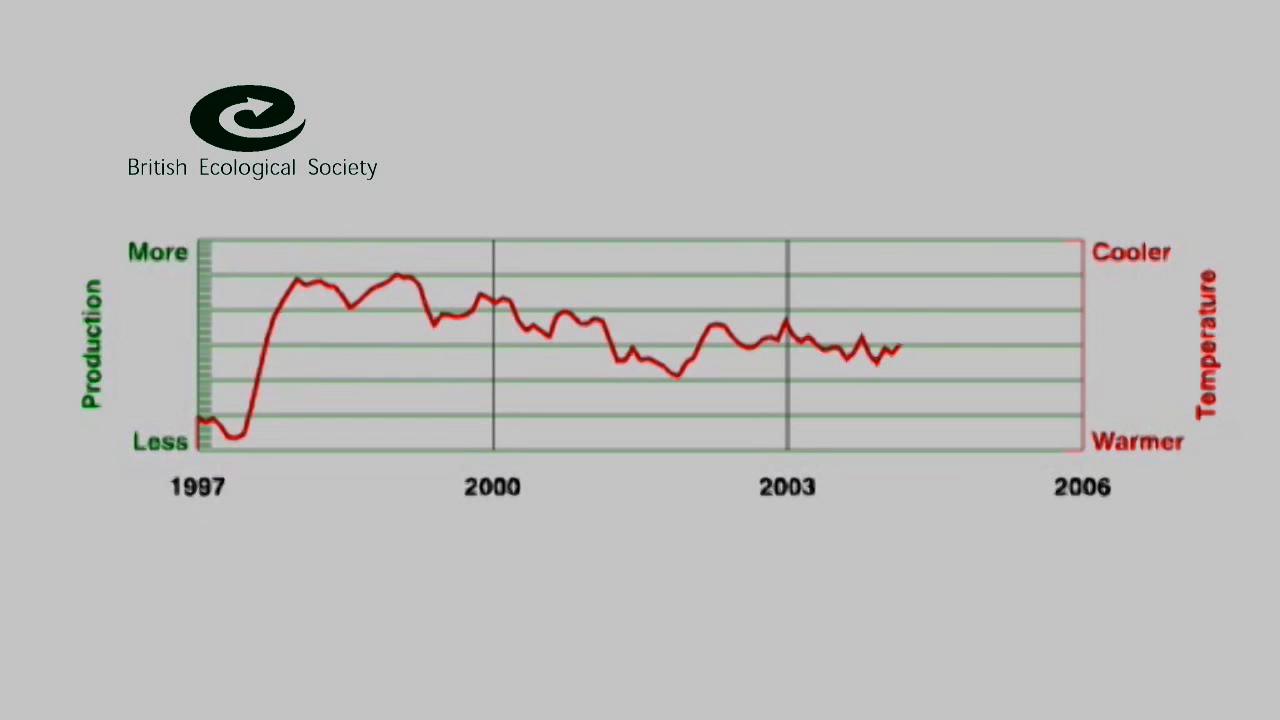 British Ecological Society
More
Cooler
Production
Temperature
Less
Warmer
1997
2000
2003
2006